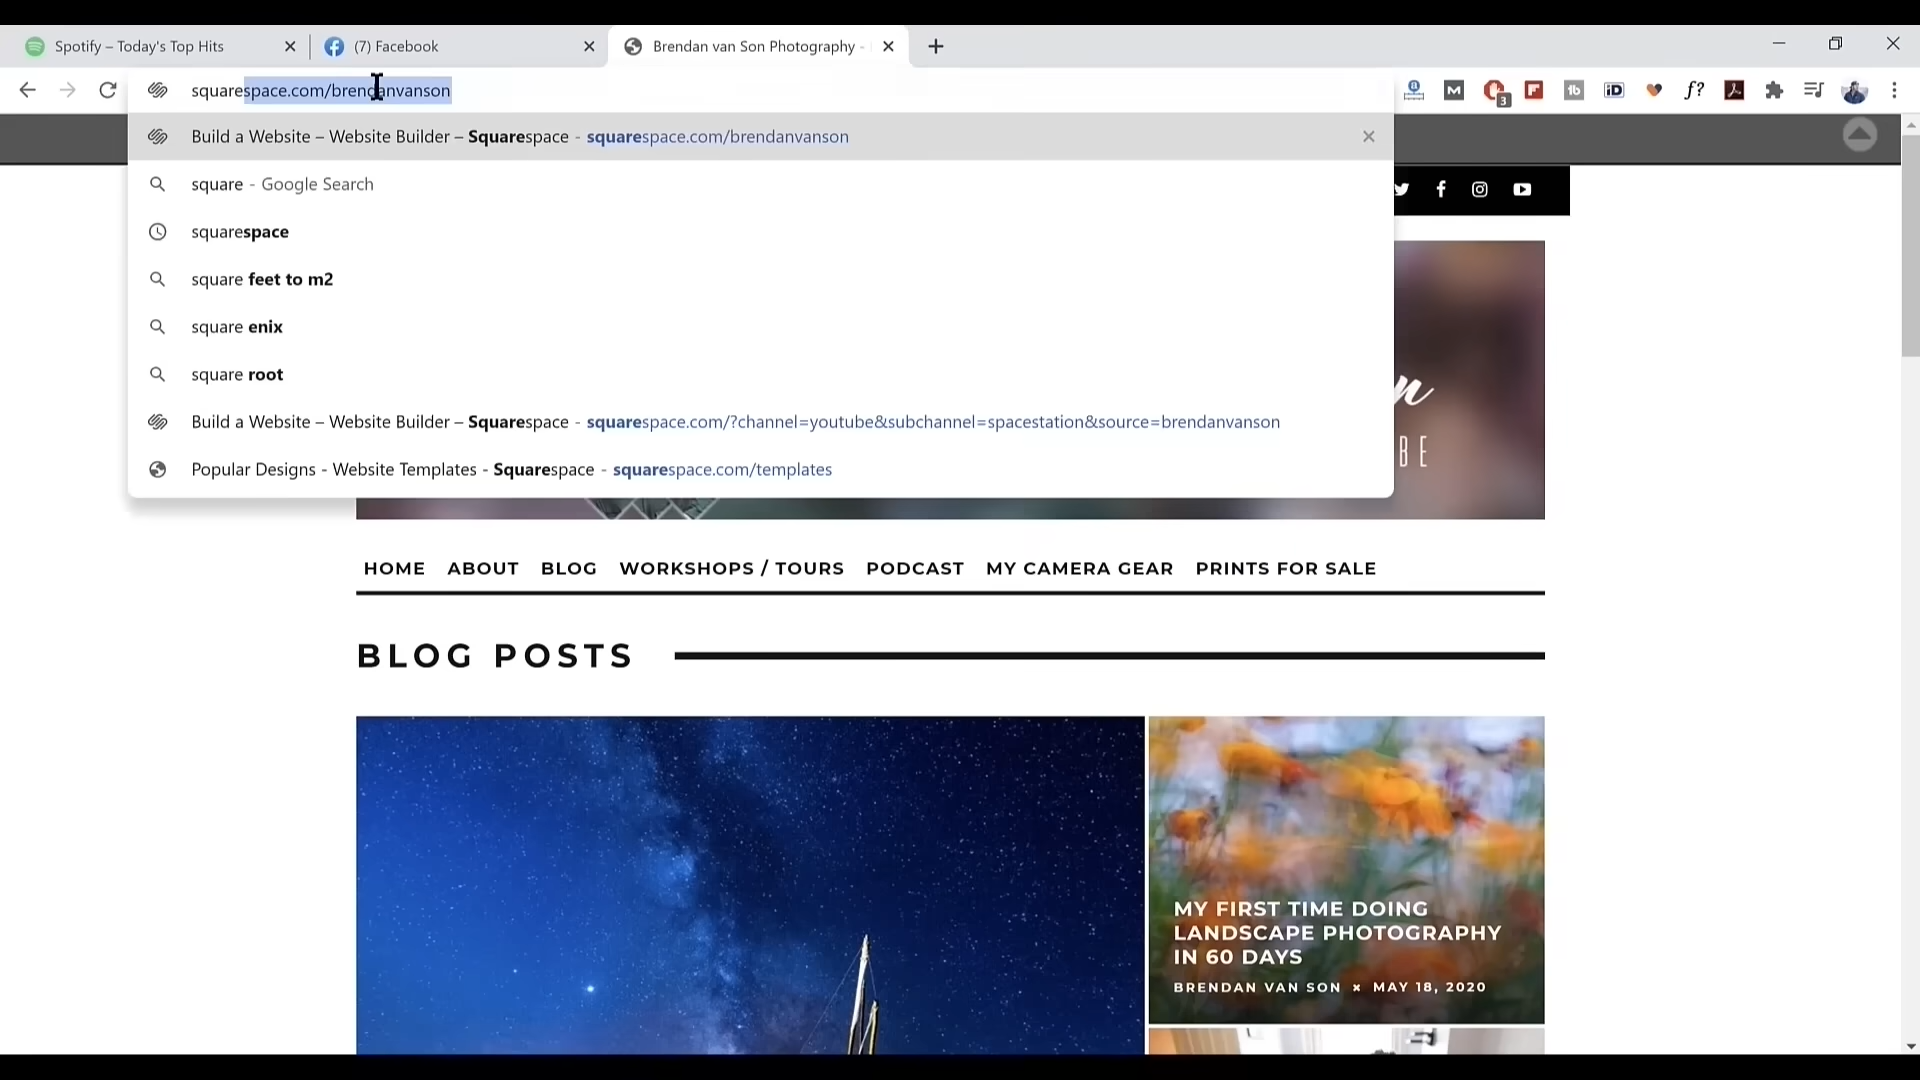 Spotify – Today's Top Hits
(7) Facebook
Brendan van Son Photography -
squarespace.com/brendanvanson
3
Build a Website – Website Builder – Squarespace - squarespace.com/brendanvanson
square - Google Search
squarespace
square feet to m2
square enix
square root
Build a Website – Website Builder – Squarespace - squarespace.com/?channel=youtube&subchannel=spacestation&source=brendanvanson
Popular Designs - Website Templates - Squarespace - squarespace.com/templates
HOME ABOUT BLOG WORKSHOPS / TOURS PODCAST MY CAMERA GEAR PRINTS FOR SALE
BLOG POSTS
MY FIRST TIME DOING
LANDSCAPE PHOTOGRAPHY
IN 60 DAYS
BRENDAN VAN SON × MAY 18, 2020